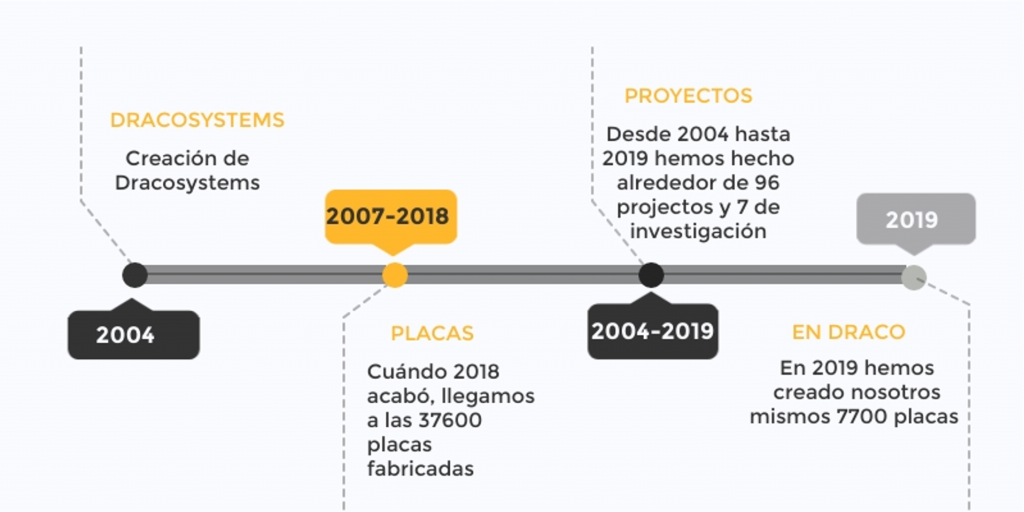 DRACOSYSTEMS
Creación de
Dracosystems
2004
2007-2018
PLACAS
Cuándo 2018
acabó, llegamos
a las 37600
placas
fabricadas
PROYECTOS
Desde 2004 hasta
2019 hemos hecho
alrededor de 96
projectos y 7 de
investigación
2004-2019
2019
EN DRACO
En 2019 hemos
creado nosotros
mismos 7700 placas